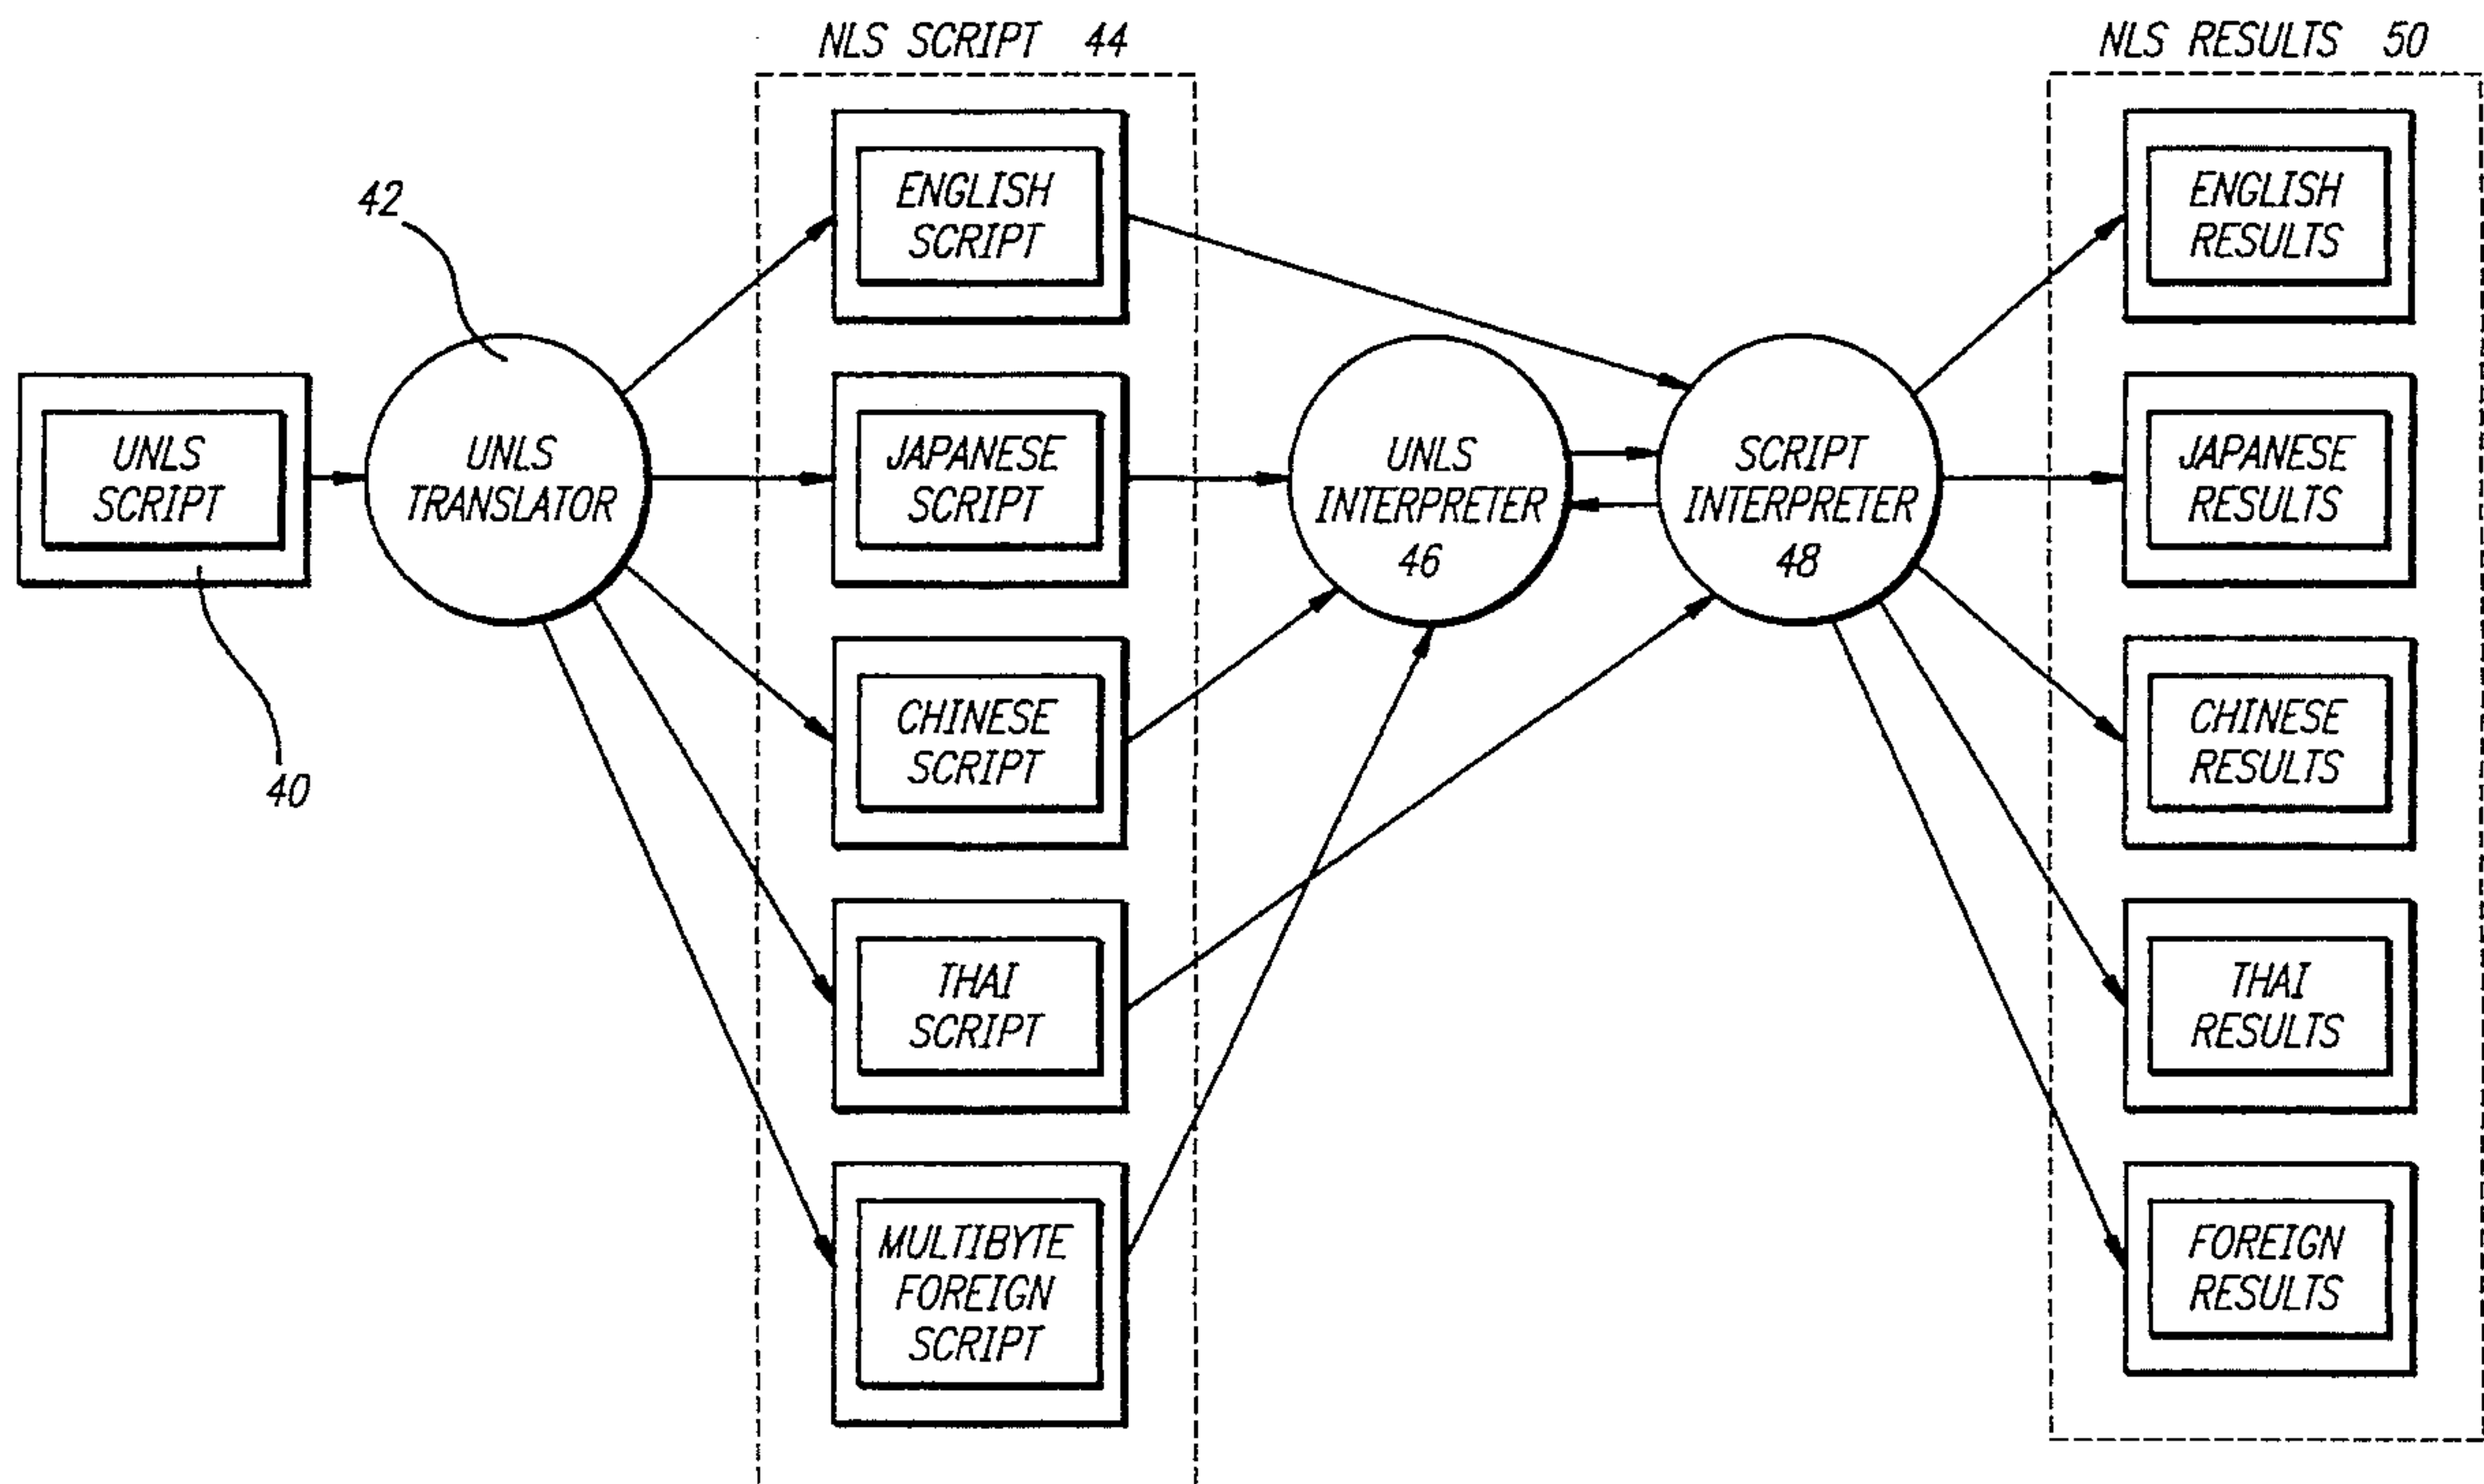 NLS SCRIPT 44
NLS RESULTS 50
42
UNLS
SCRIPT
40
UNLS
TRANSLATOR
ENGLISH
SCRIPT
JAPANESE
SCRIPT
CHINESE
SCRIPT
THAI
SCRIPT
MULTIBYTE
FOREIGN
SCRIPT
UNLS
INTERPRETER
46
SCRIPT
INTERPRETER
48
ENGLISH
RESULTS
JAPANESE
RESULTS
CHINESE
RESULTS
THAI
RESULTS
FOREIGN
RESULTS